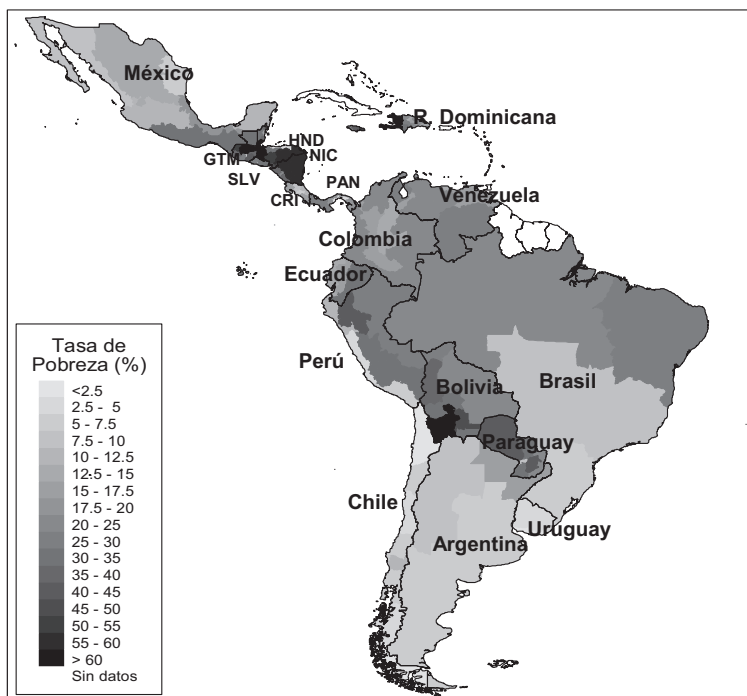 México
R. Dominicana
HND
GTM
NIC
SLV
PAN
CRI
Venezuela
Colombia
Ecuador
Perú
Bolivia
Brasil
Paraguay
Chile
Uruguay
Argentina
Tasa de
Pobreza (%)
<2.5
2.5 - 5
5 - 7.5
7.5 - 10
10 - 12.5
12.5 - 15
15 - 17.5
17.5 - 20
20 - 25
25 - 30
30 - 35
35 - 40
40 - 45
45 - 50
50 - 55
55 - 60
> 60
Sin datos